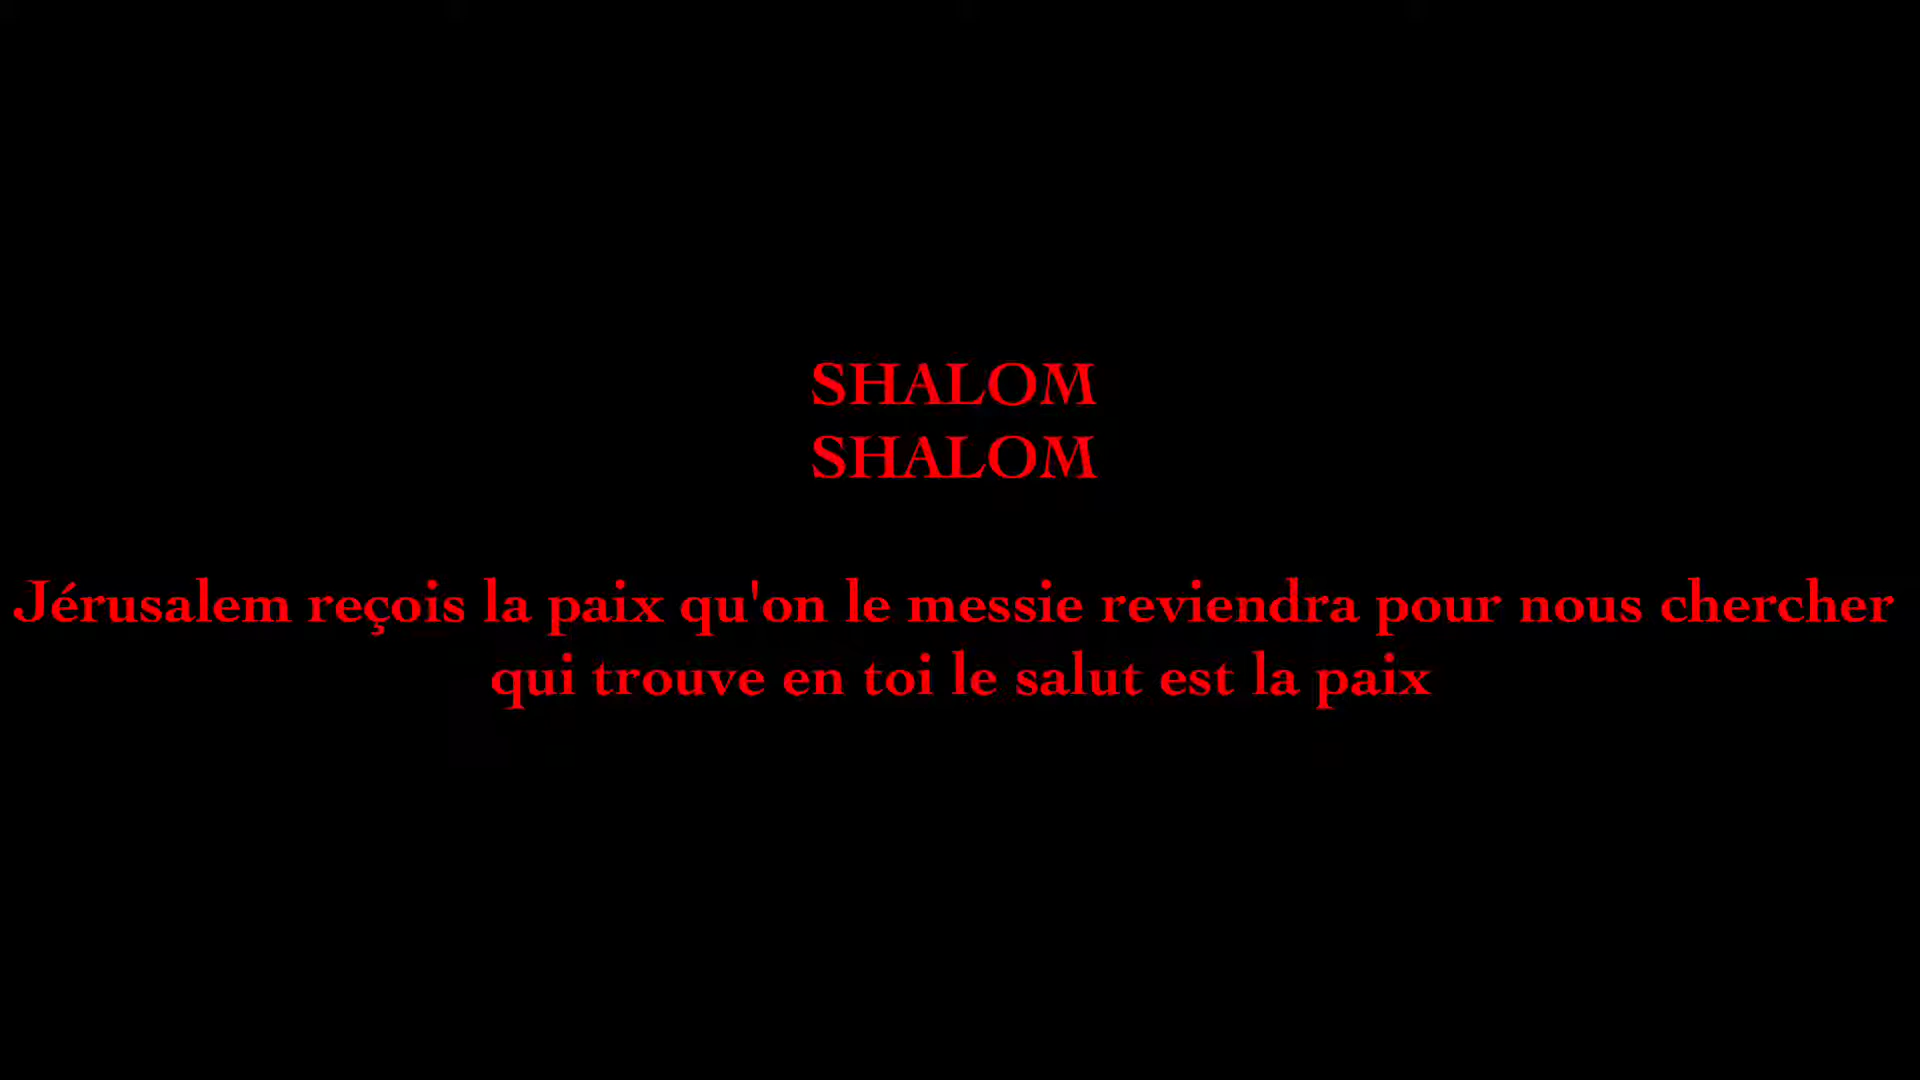 SHALOM
SHALOM
Jérusalem reçois la paix qu'on le messie reviendra pour nous chercher
qui trouve en toi le salut est la paix